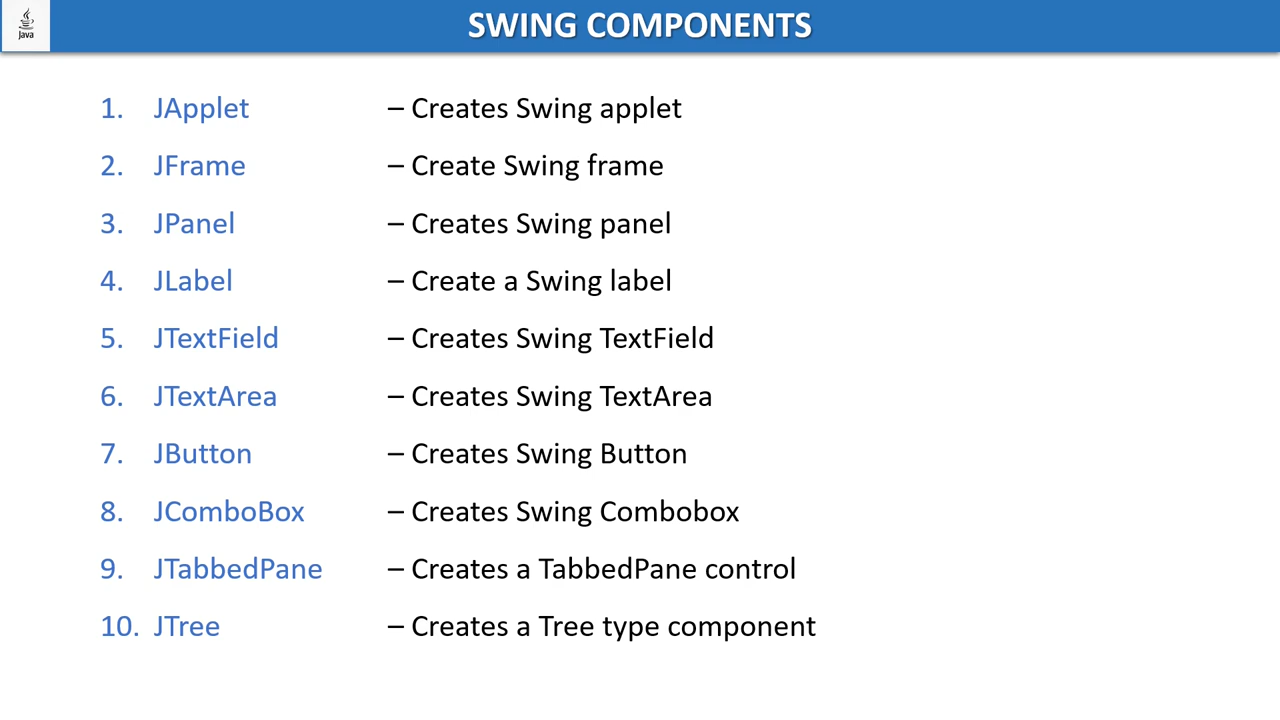 Java
SWING COMPONENTS
1. JApplet – Creates Swing applet
2. JFrame – Create Swing frame
3. JPanel – Creates Swing panel
4. JLabel – Create a Swing label
5. JTextField – Creates Swing TextField
6. JTextArea – Creates Swing TextArea
7. JButton – Creates Swing Button
8. JComboBox – Creates Swing Combobox
9. JTabbedPane – Creates a TabbedPane control
10. JTree – Creates a Tree type component